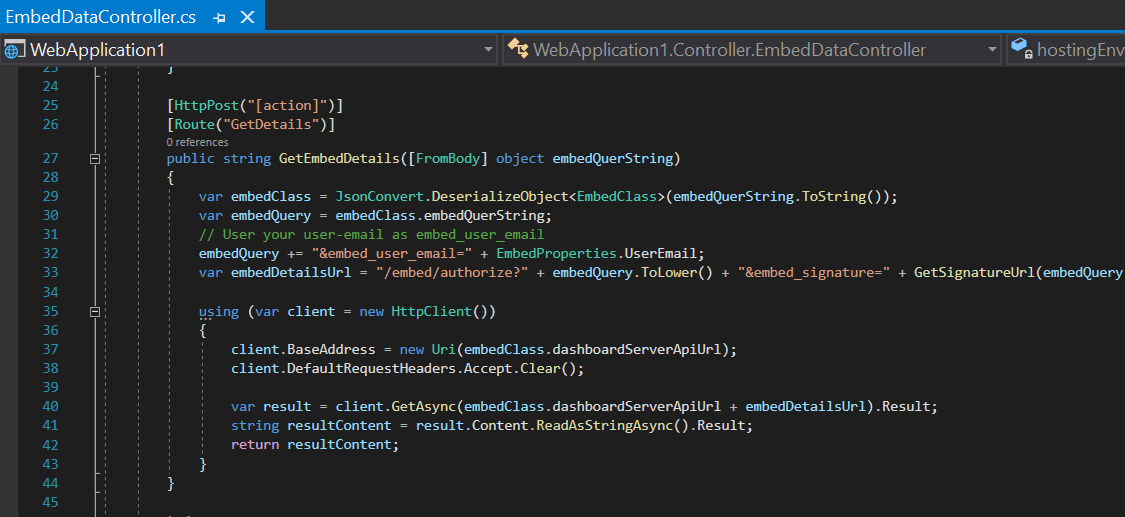 EmbedDataController.cs
WebApplication1 WebApplication1.Controller.EmbedDataController hostingEnv
23 }
24
25 [HttpPost("[action]")]
26 [Route("GetDetails")]
0 references
27 public string GetEmbedDetails([FromBody] object embedQuerString)
28 {
29 var embedClass = JsonConvert.DeserializeObject<EmbedClass>(embedQuerString.ToString());
30 var embedQuery = embedClass.embedQuerString;
31 // User your user-email as embed_user_email
32 embedQuery += "&embed_user_email=" + EmbedProperties.UserEmail;
33 var embedDetailsUrl = "/embed/authorize?" + embedQuery.ToLower() + "&embed_signature=" + GetSignatureUrl(embedQuery
34
35 using (var client = new HttpClient())
36 {
37 client.BaseAddress = new Uri(embedClass.dashboardServerApiUrl);
38 client.DefaultRequestHeaders.Accept.Clear();
39
40 var result = client.GetAsync(embedClass.dashboardServerApiUrl + embedDetailsUrl).Result;
41 string resultContent = result.Content.ReadAsStringAsync().Result;
42 return resultContent;
43 }
44 }
45